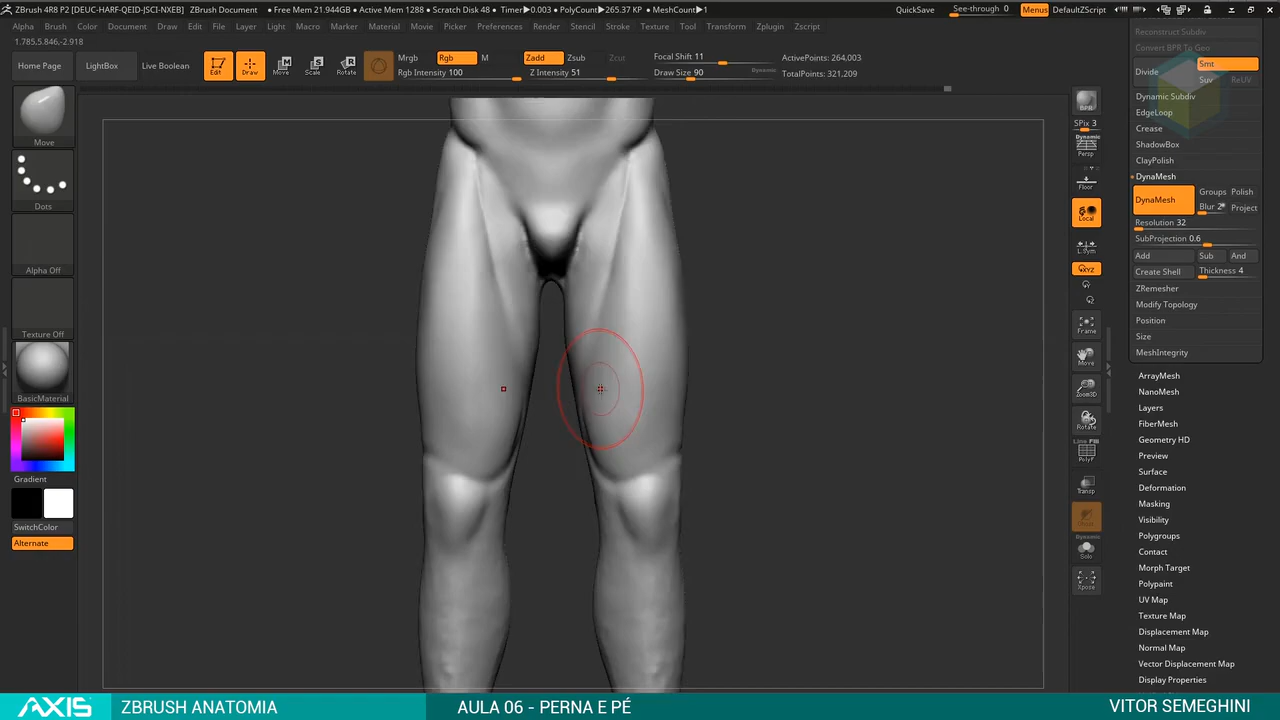 ZBrush 4R8 P2 [DEUC-HARF-QEID-JSCI-NXEB] ZBrush Document • Free Mem 21.944GB • Active Mem 1288 • Scratch Disk 48 • Timer▶0.003 • PolyCount▶265.37 KP • MeshCount▶1 QuickSave See-through 0 Menus DefaultZScript
Alpha Brush Color Document Draw Edit File Layer Light Macro Marker Material Movie Picker Preferences Render Stencil Stroke Texture Tool Transform Zplugin Zscript
1.785,5.846,-2.918
Home Page LightBox Live Boolean Edit Draw Move Scale Rotate
Mrgb Rgb M Zadd Zsub Zcut Focal Shift 11 ActivePoints: 264,003
Rgb Intensity 100 Z Intensity 51 Draw Size 90 Dynamic TotalPoints: 321,209
Move
Dots
Alpha Off
Texture Off
BasicMaterial
Gradient
SwitchColor
Alternate
BPR
SPix 3
Dynamic
Persp
Floor
Local
L.Sym
XYZ
Frame
Move
Zoom3D
Rotate
Line Fill
PolyF
Transp
Dynamic
Solo
Xpose
Reconstruct Subdiv
Convert BPR To Geo
Divide Smt
Suv ReUV
Dynamic Subdiv
EdgeLoop
Crease
ShadowBox
ClayPolish
DynaMesh
DynaMesh Groups Polish
Blur 2 Project
Resolution 32
SubProjection 0.6
Add Sub And
Create Shell Thickness 4
ZRemesher
Modify Topology
Position
Size
MeshIntegrity
ArrayMesh
NanoMesh
Layers
FiberMesh
Geometry HD
Preview
Surface
Deformation
Masking
Visibility
Polygroups
Contact
Morph Target
Polypaint
UV Map
Texture Map
Displacement Map
Normal Map
Vector Displacement Map
Display Properties
AXIS ZBRUSH ANATOMIA AULA 06 - PERNA E PÉ VITOR SEMEGHINI